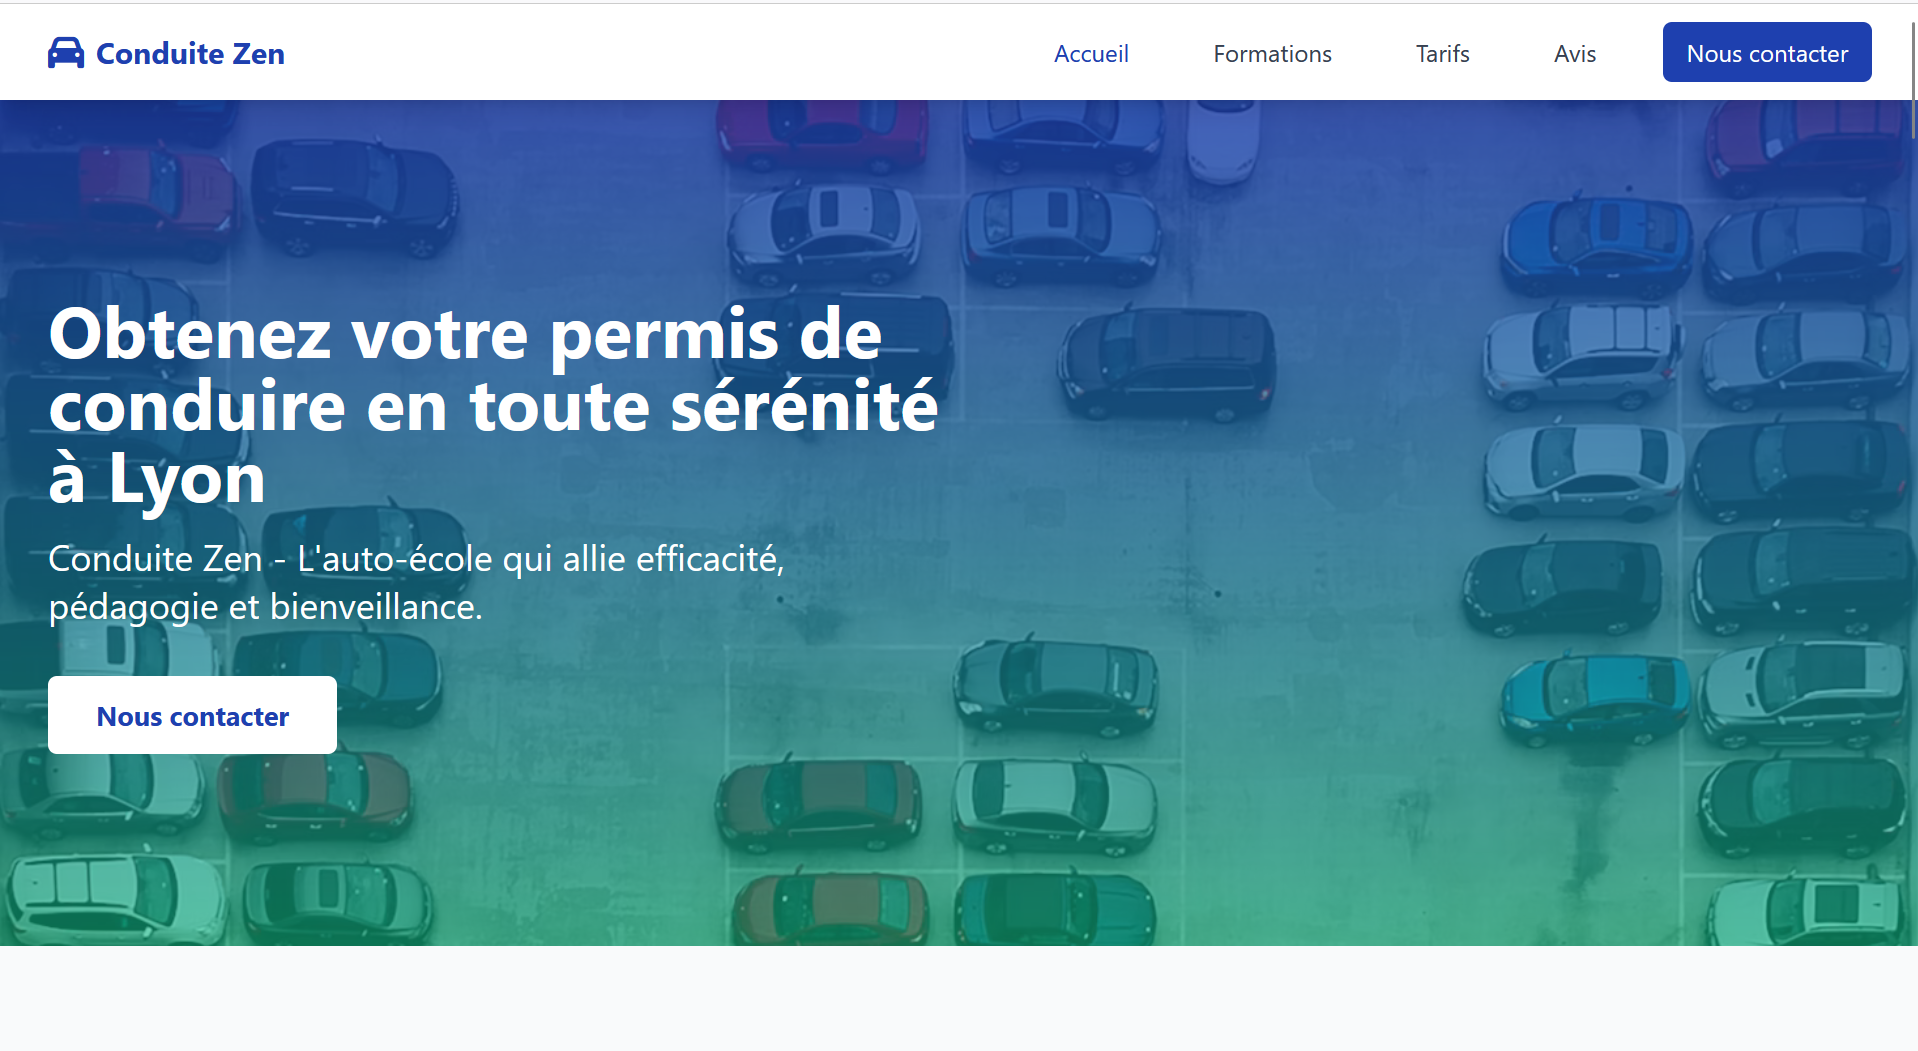 Conduite Zen
Accueil
Formations
Tarifs
Avis
Nous contacter
Obtenez votre permis de
conduire en toute sérénité
à Lyon
Conduite Zen - L'auto-école qui allie efficacité,
pédagogie et bienveillance.
Nous contacter